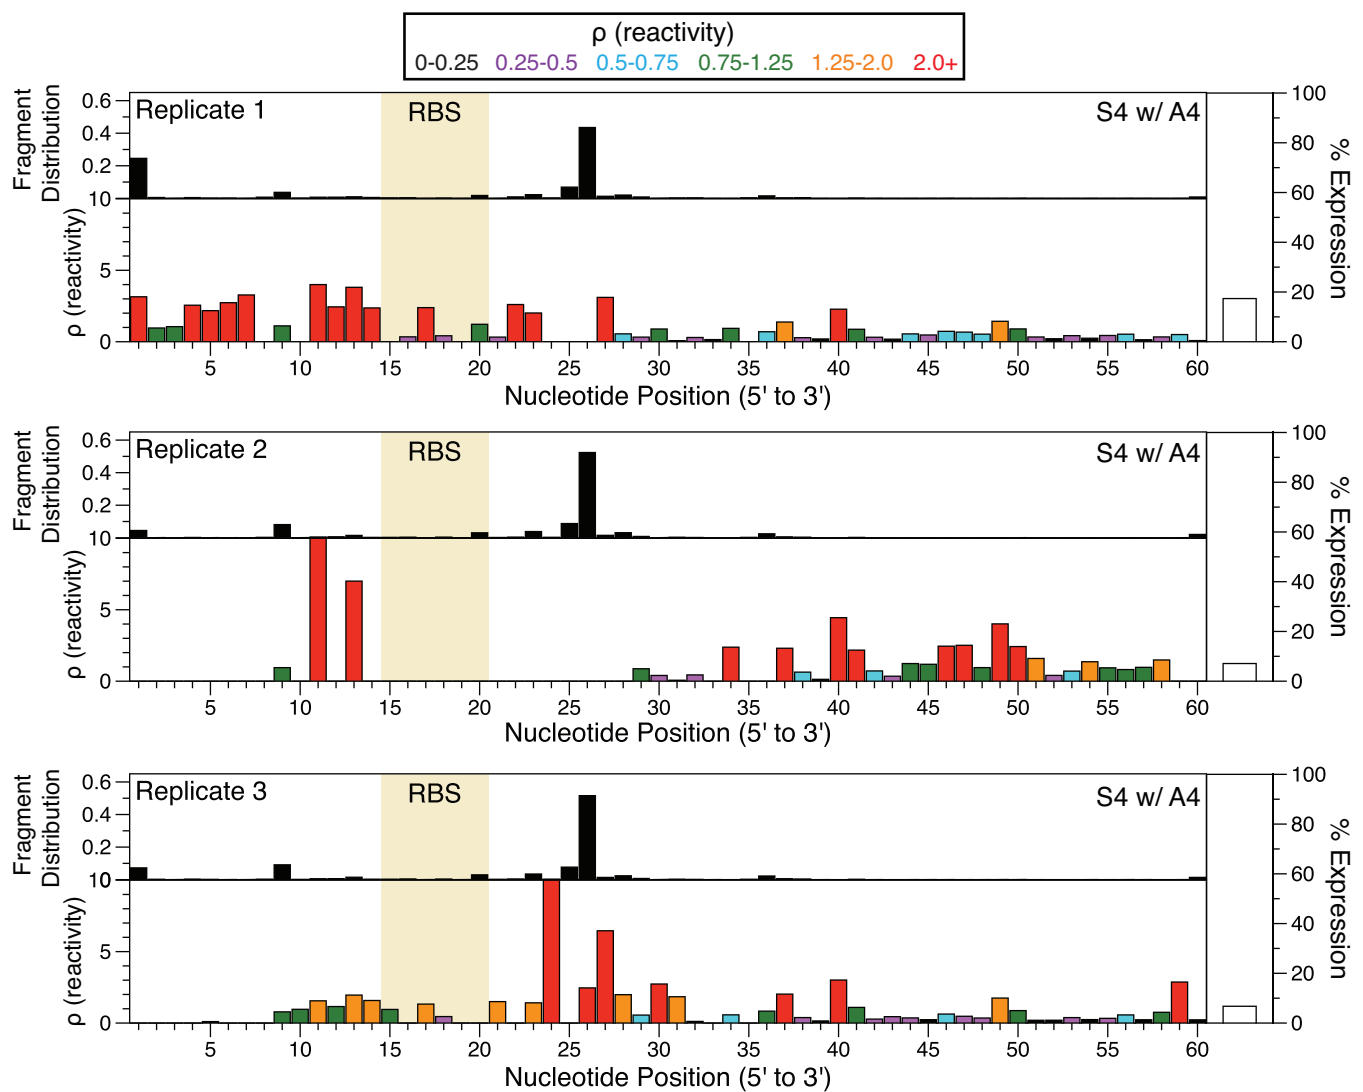 ρ (reactivity)
0-0.25 0.25-0.5 0.5-0.75 0.75-1.25 1.25-2.0 2.0+
Replicate 1 RBS S4 w/ A4
Fragment
Distribution
0.6
0.4
0.2
10
5
0
ρ (reactivity)
100
80
60
40
20
0
% Expression
5 10 15 20 25 30 35 40 45 50 55 60
Nucleotide Position (5' to 3')
Replicate 2 RBS S4 w/ A4
Fragment
Distribution
0.6
0.4
0.2
10
5
0
ρ (reactivity)
100
80
60
40
20
0
% Expression
5 10 15 20 25 30 35 40 45 50 55 60
Nucleotide Position (5' to 3')
Replicate 3 RBS S4 w/ A4
Fragment
Distribution
0.6
0.4
0.2
10
5
0
ρ (reactivity)
100
80
60
40
20
0
% Expression
5 10 15 20 25 30 35 40 45 50 55 60
Nucleotide Position (5' to 3')